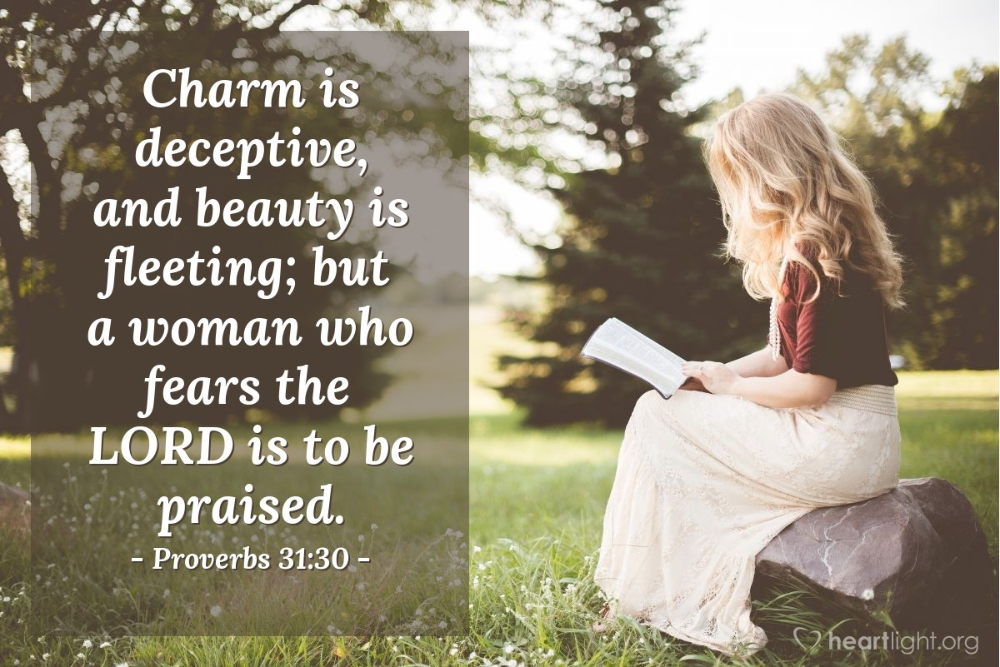 Charm is
deceptive,
and beauty is
fleeting; but
a woman who
fears the
LORD is to be
praised.
- Proverbs 31:30 -
heartlight.org